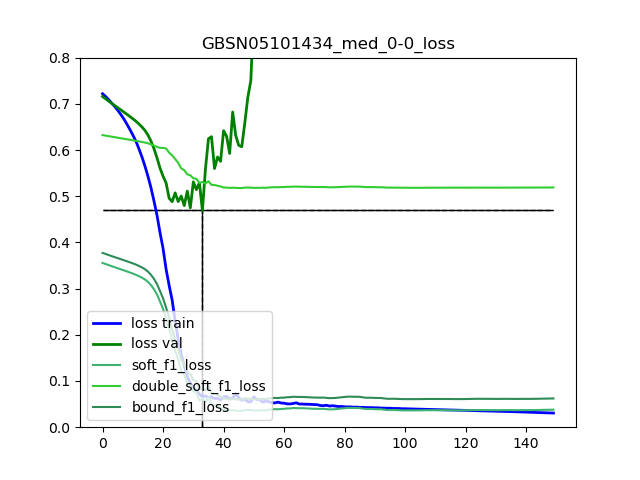 GBSN05101434_med_0-0_loss
0.8
0.7
0.6
0.5
0.4
0.3
0.2
0.1
0.0
loss train
loss val
soft_f1_loss
double_soft_f1_loss
bound_f1_loss
0 20 40 60 80 100 120 140